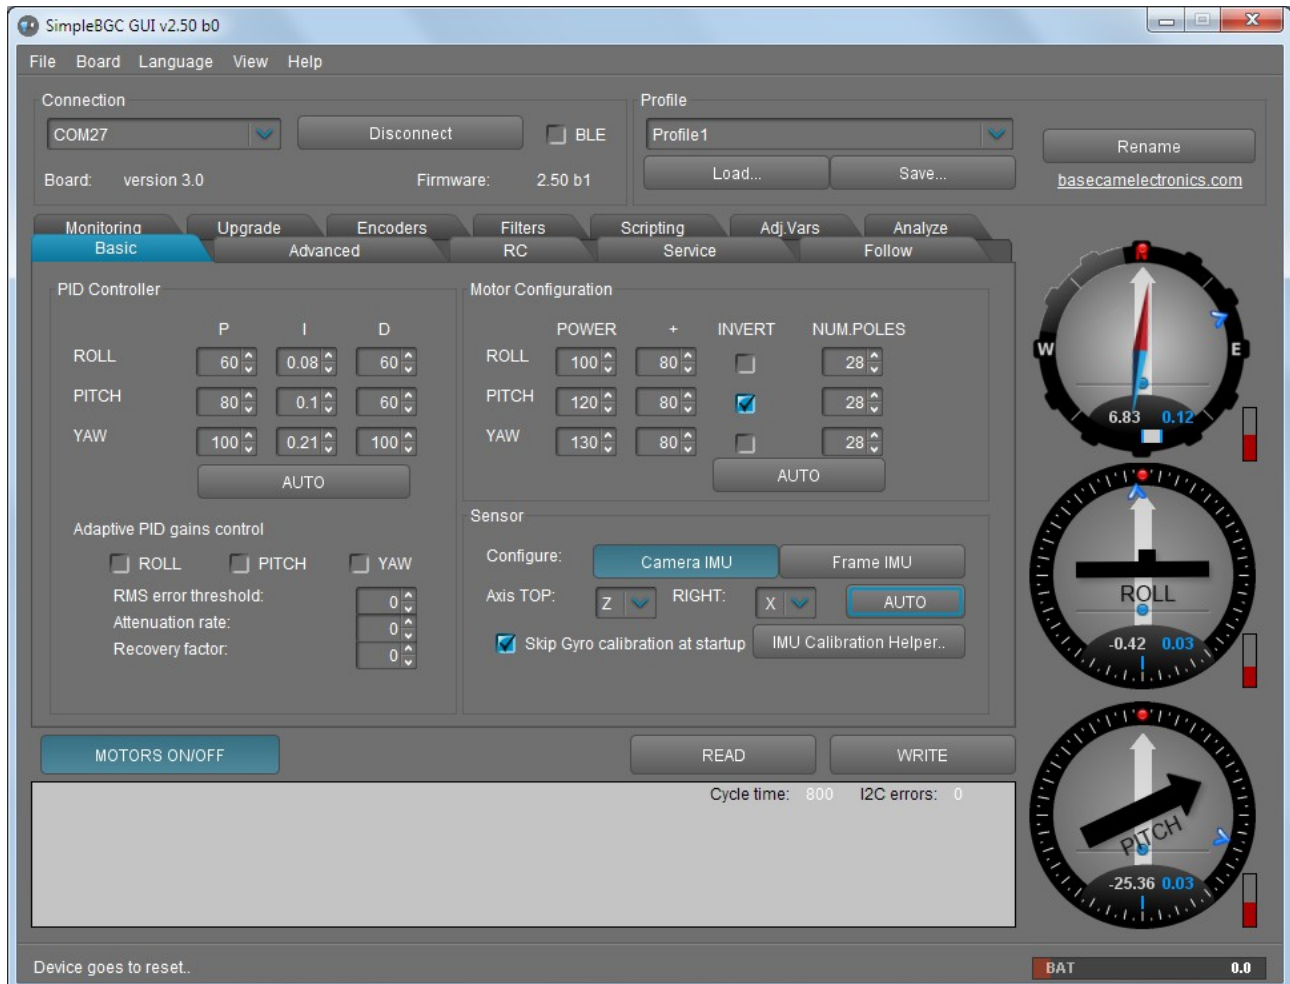 SimpleBGC GUI v2.50 b0
File Board Language View Help
Connection
COM27 Disconnect BLE
Board: version 3.0 Firmware: 2.50 b1
Profile
Profile1
Load... Save...
Rename
basecamelectronics.com
Monitoring Upgrade Encoders Filters Scripting Adj.Vars Analyze
Basic Advanced RC Service Follow
PID Controller
P I D
ROLL 60 0.08 60
PITCH 80 0.1 60
YAW 100 0.21 100
AUTO
Adaptive PID gains control
ROLL PITCH YAW
RMS error threshold: 0
Attenuation rate: 0
Recovery factor: 0
Motor Configuration
POWER + INVERT NUM.POLES
ROLL 100 80 28
PITCH 120 80 28
YAW 130 80 28
AUTO
Sensor
Configure: Camera IMU Frame IMU
Axis TOP: Z RIGHT: X AUTO
Skip Gyro calibration at startup IMU Calibration Helper..
W E
6.83 0.12
ROLL
-0.42 0.03
PITCH
-25.36 0.03
MOTORS ON/OFF READ WRITE
Cycle time: 800 I2C errors: 0
Device goes to reset..
BAT 0.0